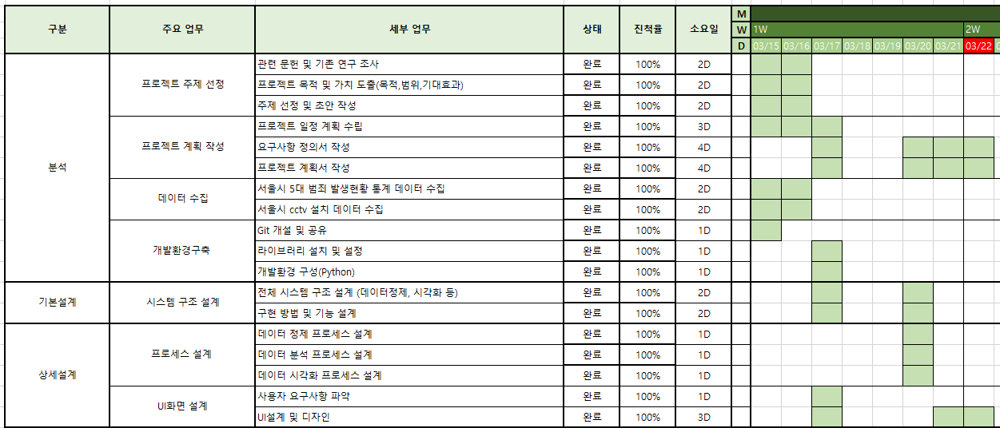 구분 주요 업무 세부 업무 상태 진척율 소요일 M
W 1W 2W
D 03/15 03/16 03/17 03/18 03/19 03/20 03/21 03/22
분석 프로젝트 주제 선정 관련 문헌 및 기존 연구 조사 완료 100% 2D
프로젝트 목적 및 가치 도출(목적,범위,기대효과) 완료 100% 2D
주제 선정 및 초안 작성 완료 100% 2D
프로젝트 계획 작성 프로젝트 일정 계획 수립 완료 100% 3D
요구사항 정의서 작성 완료 100% 4D
프로젝트 계획서 작성 완료 100% 4D
데이터 수집 서울시 5대 범죄 발생현황 통계 데이터 수집 완료 100% 2D
서울시 cctv 설치 데이터 수집 완료 100% 2D
개발환경구축 Git 개설 및 공유 완료 100% 1D
라이브러리 설치 및 설정 완료 100% 1D
개발환경 구성(Python) 완료 100% 1D
기본설계 시스템 구조 설계 전체 시스템 구조 설계 (데이터정제, 시각화 등) 완료 100% 2D
구현 방법 및 기능 설계 완료 100% 2D
상세설계 프로세스 설계 데이터 정제 프로세스 설계 완료 100% 1D
데이터 분석 프로세스 설계 완료 100% 1D
데이터 시각화 프로세스 설계 완료 100% 1D
UI화면 설계 사용자 요구사항 파악 완료 100% 1D
UI설계 및 디자인 완료 100% 3D